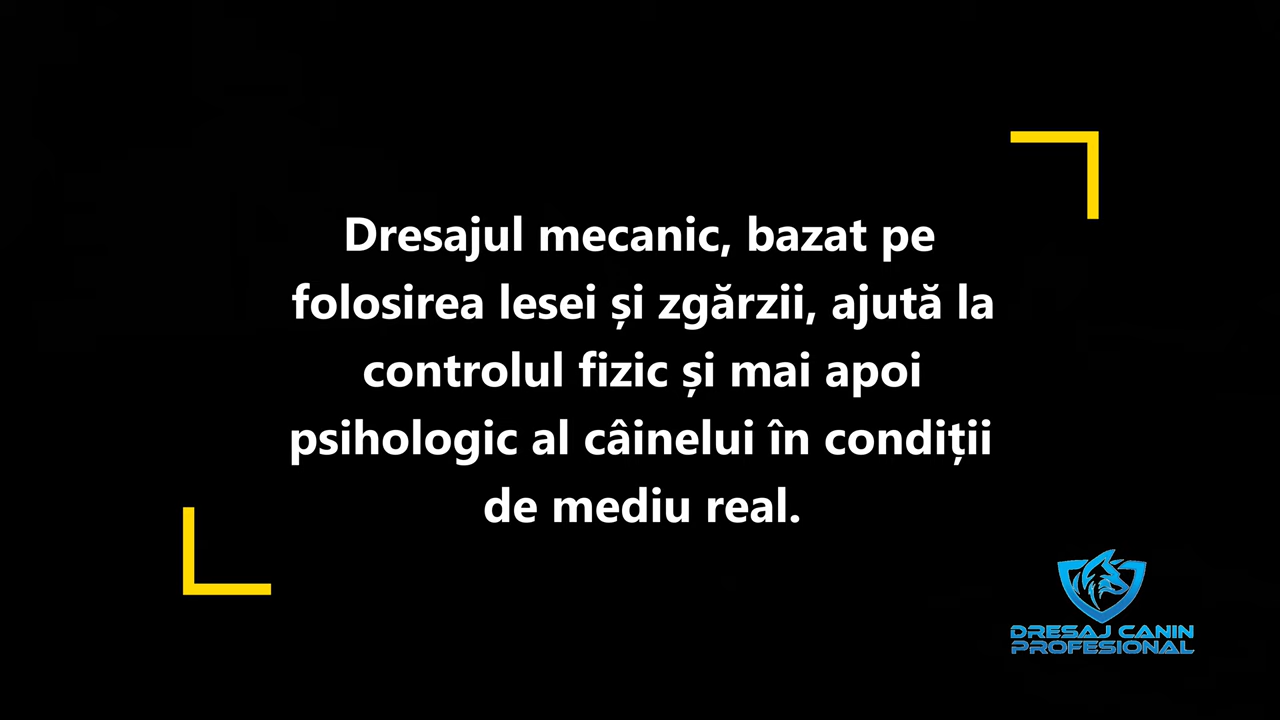 Dresajul mecanic, bazat pe
folosirea lesei și zgărzii, ajută la
controlul fizic și mai apoi
psihologic al câinelui în condiții
de mediu real.
DRESAJ CANIN
PROFESIONAL